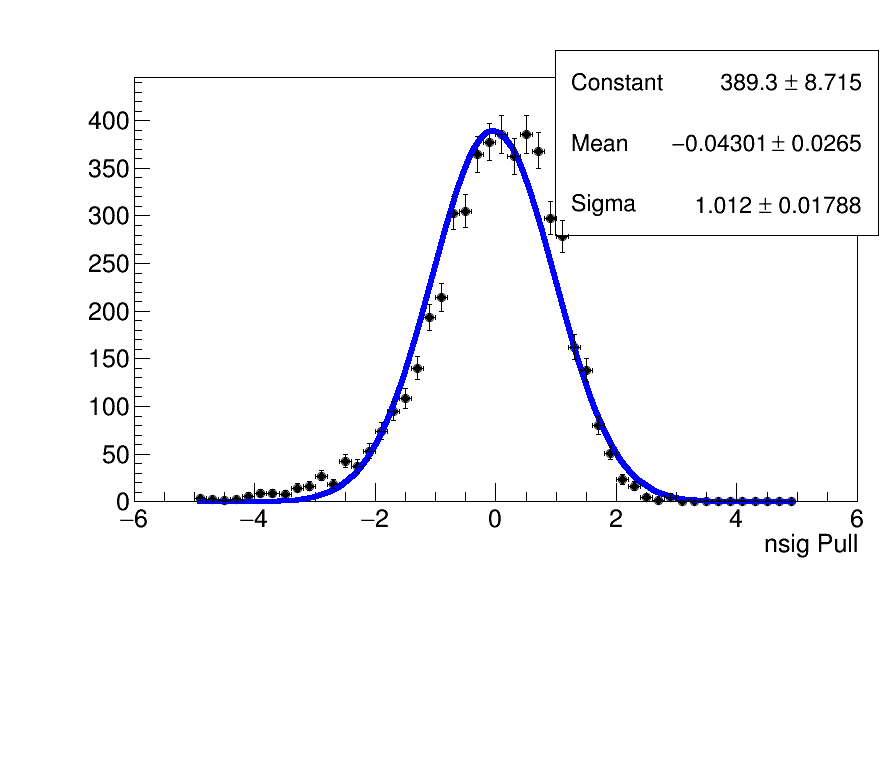 Constant 389.3 ± 8.715
Mean −0.04301 ± 0.0265
Sigma 1.012 ± 0.01788
400
350
300
250
200
150
100
50
0
−6 −4 −2 0 2 4 6
nsig Pull